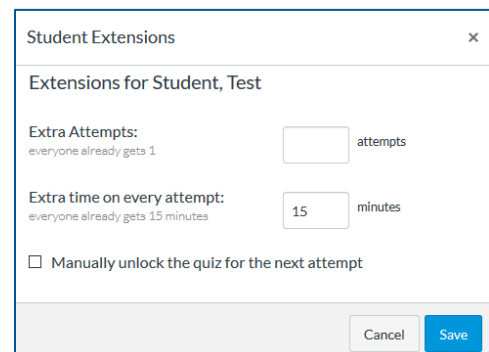 Student Extensions ×
Extensions for Student, Test
Extra Attempts:
everyone already gets 1
attempts
Extra time on every attempt:
everyone already gets 15 minutes
15 minutes
Manually unlock the quiz for the next attempt
Cancel Save